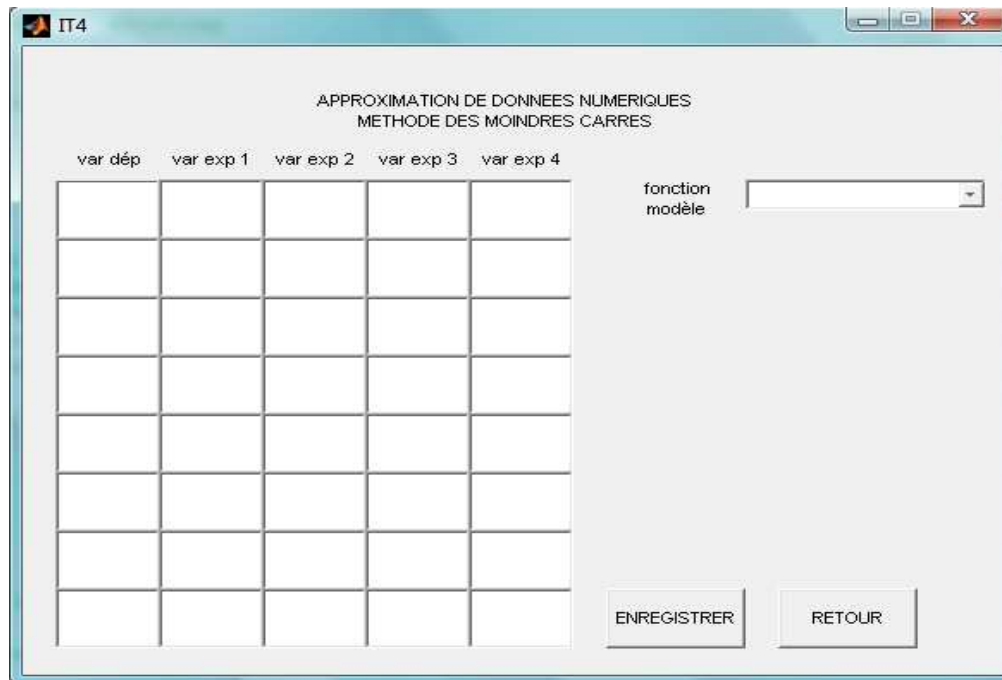 IT4
APPROXIMATION DE DONNEES NUMERIQUES
METHODE DES MOINDRES CARRES
var dép var exp 1 var exp 2 var exp 3 var exp 4
fonction
modèle
ENREGISTRER RETOUR